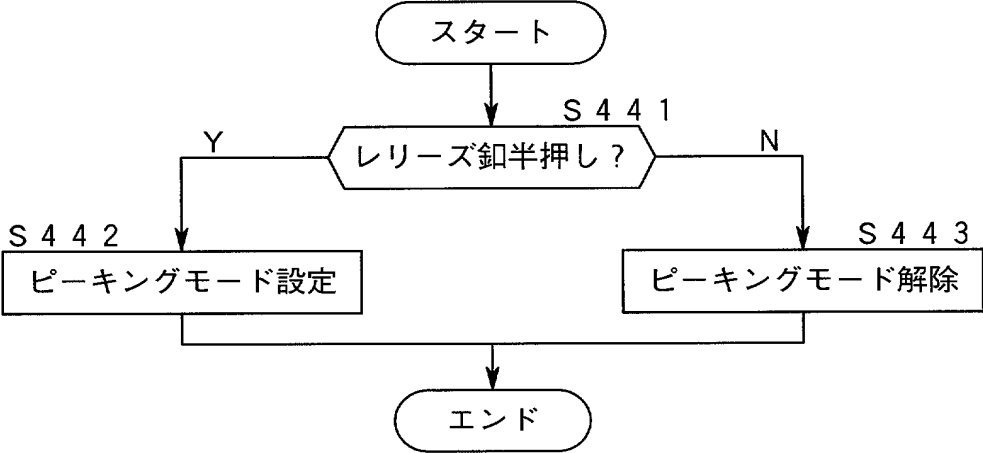 スタート
S441
レリーズ釦半押し?
Y
N
S442
ピーキングモード設定
S443
ピーキングモード解除
エンド